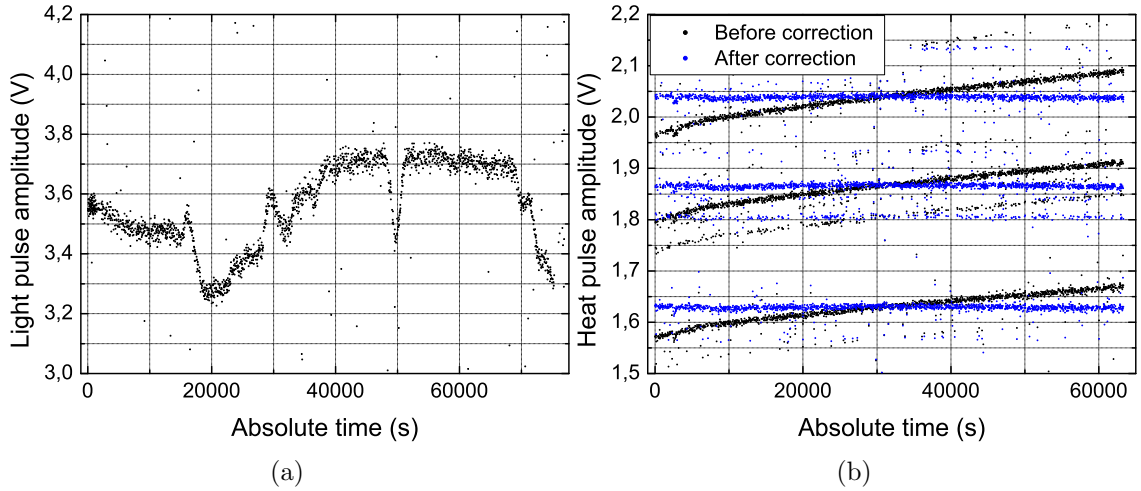 4,2
4,0
3,8
3,6
3,4
3,2
3,0
Light pulse amplitude (V)
0 20000 40000 60000
Absolute time (s)
(a)
Before correction
After correction
2,2
2,1
2,0
1,9
1,8
1,7
1,6
1,5
Heat pulse amplitude (V)
0 20000 40000 60000
Absolute time (s)
(b)